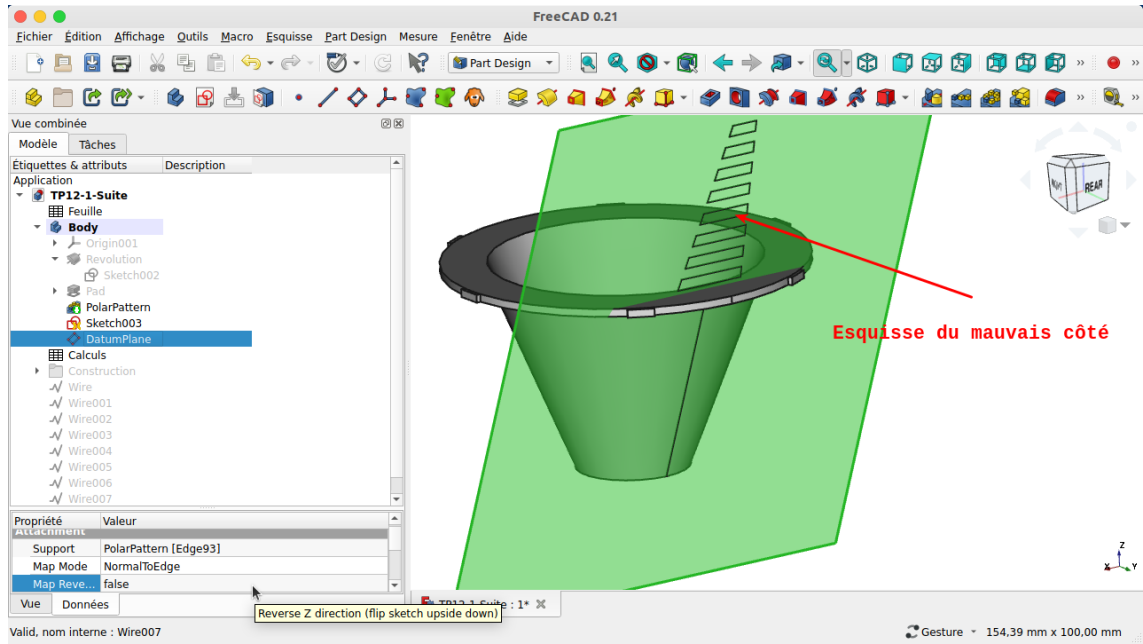 FreeCAD 0.21
Fichier Édition Affichage Outils Macro Esquisse Part Design Mesure Fenêtre Aide
Part Design
Vue combinée
Modèle Tâches
Étiquettes & attributs Description
Application
TP12-1-Suite
Feuille
Body
Origin001
Revolution
Sketch002
Pad
PolarPattern
Sketch003
DatumPlane
Calculs
Construction
Wire
Wire001
Wire002
Wire003
Wire004
Wire005
Wire006
Wire007
Propriété Valeur
Attachment
Support PolarPattern [Edge93]
Map Mode NormalToEdge
Map Reve... false
Vue Données
REAR
Esquisse du mauvais côté
Z
X Y
TP12-1-Suite : 1*
Reverse Z direction (flip sketch upside down)
Valid, nom interne : Wire007
Gesture 154,39 mm x 100,00 mm